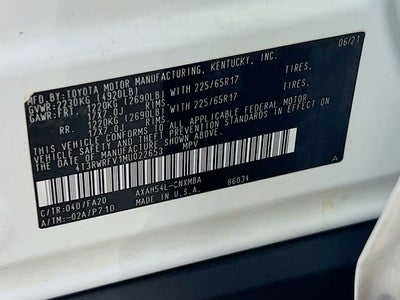 MFD. BY: TOYOTA MOTOR MANUFACTURING, KENTUCKY, INC. 06/21
GVWR: 2230KG (4920LB)
GAWR: FRT. 1220KG (2690LB) WITH 225/65R17 TIRES,
17X7.0J RIMS,
RR. 1220KG (2690LB) WITH 225/65R17 TIRES,
17X7.0J RIMS,
THIS VEHICLE CONFORMS TO ALL APPLICABLE FEDERAL MOTOR
VEHICLE SAFETY STANDARDS IN EFFECT ON THE DATE OF
MANUFACTURE SHOWN ABOVE.
4T3RWRFV1MU027653 MPV
C/TR: 040/FA20 AXAH54L-CNXMBA 86034
A/TM: -02A/P710 MADE IN U.S.A.